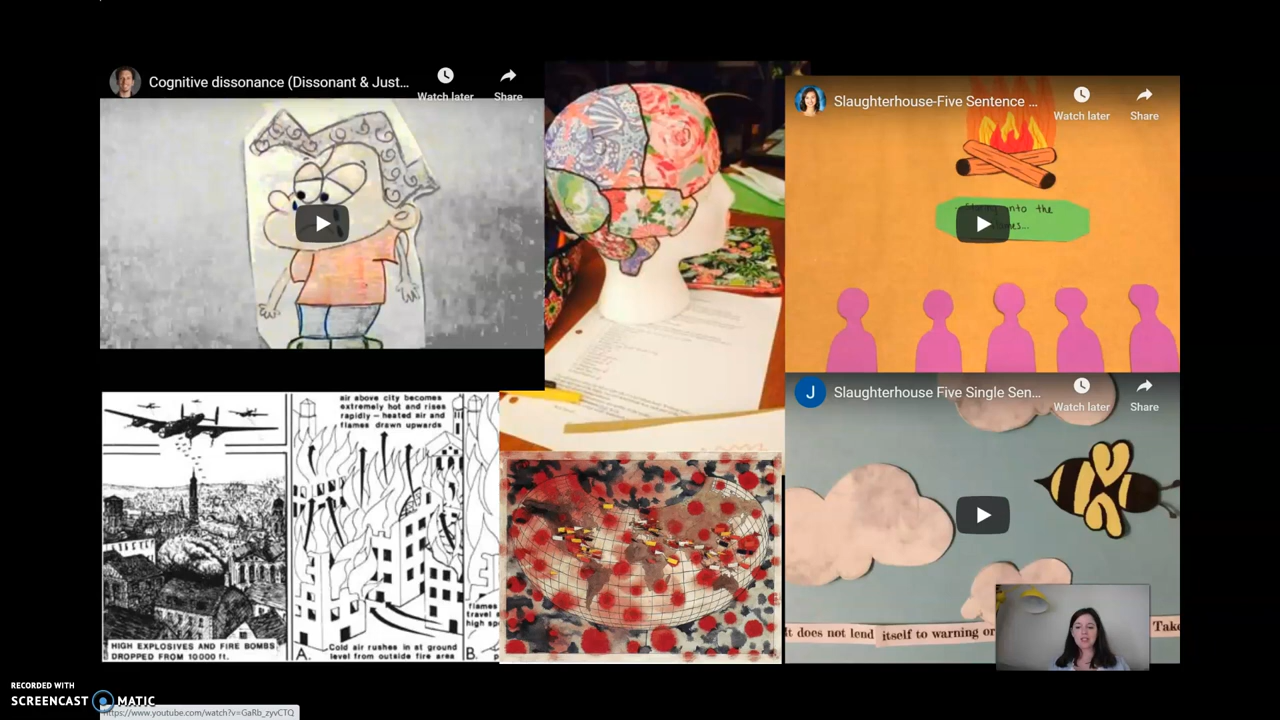 Cognitive dissonance (Dissonant & Just...
Watch later
Share
Slaughterhouse-Five Sentence ...
Watch later
Share
into the
Slaughterhouse Five Single Sen...
Watch later
Share
J
air above city becomes
extremely hot and rises
rapidly — heated air and
flames drawn upwards
HIGH EXPLOSIVES AND FIRE BOMBS
DROPPED FROM 10000 ft.
A.
Cold air rushes in at ground
level from outside fire area
flames
travel
high sp
B.
it does not lend itself to warning or
Take
RECORDED WITH
SCREENCAST MATIC
https://www.youtube.com/watch?v=GaRb_zyvCTQ